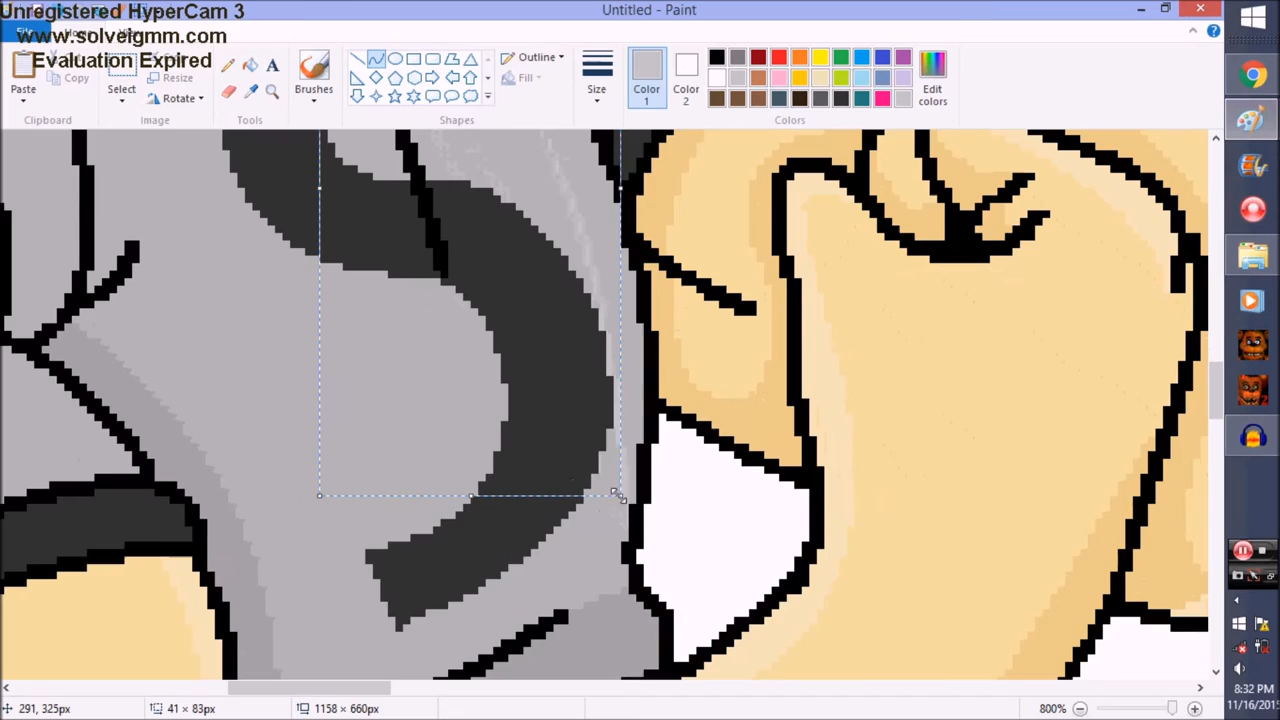 Unregistered HyperCam 3
www.solveigmm.com
Evaluation Expired
Untitled - Paint
Paste
Copy
Select
Resize
Rotate
Brushes
Outline
Fill
Size
Color 1
Color 2
Edit colors
Clipboard
Image
Tools
Shapes
Colors
291, 325px
41 × 83px
1158 × 660px
800%
8:32 PM